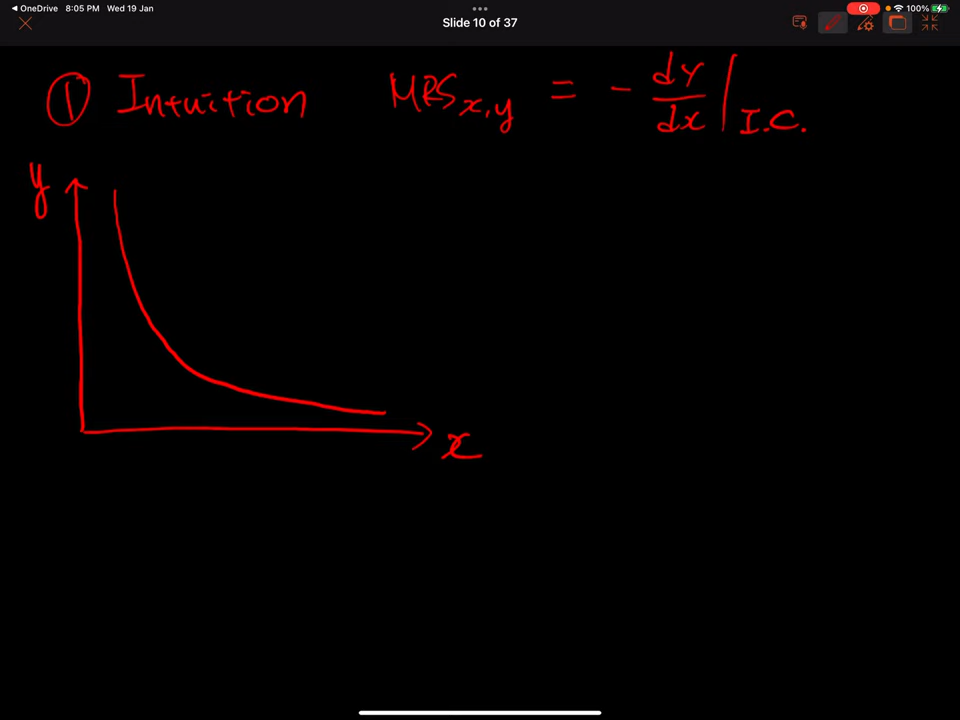 OneDrive 8:05 PM Wed 19 Jan 100%
Slide 10 of 37
① Intuition MRSx,y = - dY/dx | I.C.
y
x